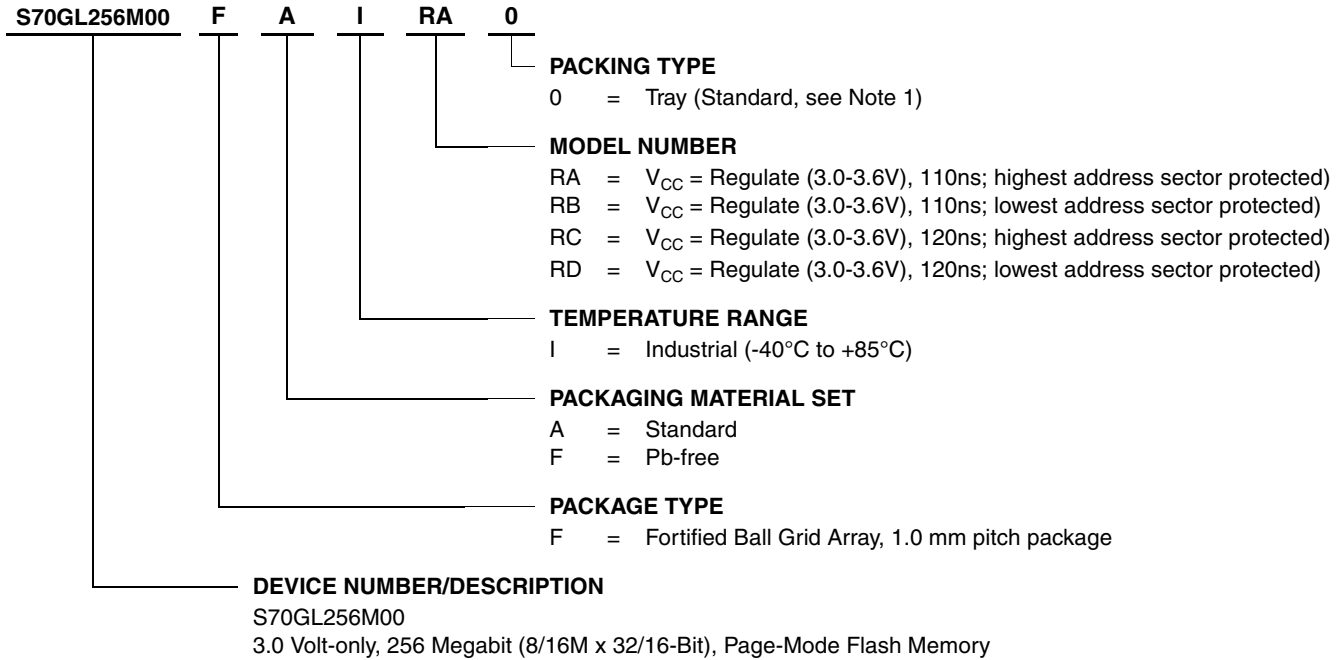 S70GL256M00 F A I RA 0
PACKING TYPE
0 = Tray (Standard, see Note 1)
MODEL NUMBER
RA = VCC = Regulate (3.0-3.6V), 110ns; highest address sector protected)
RB = VCC = Regulate (3.0-3.6V), 110ns; lowest address sector protected)
RC = VCC = Regulate (3.0-3.6V), 120ns; highest address sector protected)
RD = VCC = Regulate (3.0-3.6V), 120ns; lowest address sector protected)
TEMPERATURE RANGE
I = Industrial (-40°C to +85°C)
PACKAGING MATERIAL SET
A = Standard
F = Pb-free
PACKAGE TYPE
F = Fortified Ball Grid Array, 1.0 mm pitch package
DEVICE NUMBER/DESCRIPTION
S70GL256M00
3.0 Volt-only, 256 Megabit (8/16M x 32/16-Bit), Page-Mode Flash Memory